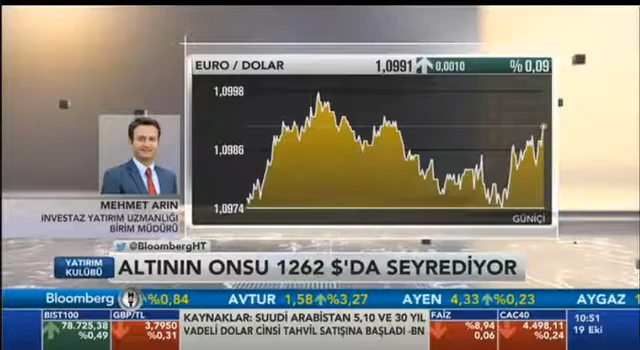 EURO / DOLAR 1,0991 0,0010 %0,09
1,0998
1,0986
1,0974
GÜNİÇİ
MEHMET ARIN
INVESTAZ YATIRIM UZMANLIĞI
BİRİM MÜDÜRÜ
@BloombergHT
YATIRIM
KULÜBÜ
ALTININ ONSU 1262 $'DA SEYREDİYOR
Bloomberg %0,84 AVTUR 1,58 %3,27 AYEN 4,33 %0,23 AYGAZ
BIST100
78.725,38
%0,49
GBP/TL
3,7950
%0,31
KAYNAKLAR: SUUDİ ARABİSTAN 5,10 VE 30 YIL
VADELİ DOLAR CİNSİ TAHVİL SATIŞINA BAŞLADI -BN
FAİZ
%8,94
0,06
CAC40
4.498,11
%0,24
10:51
19 Eki